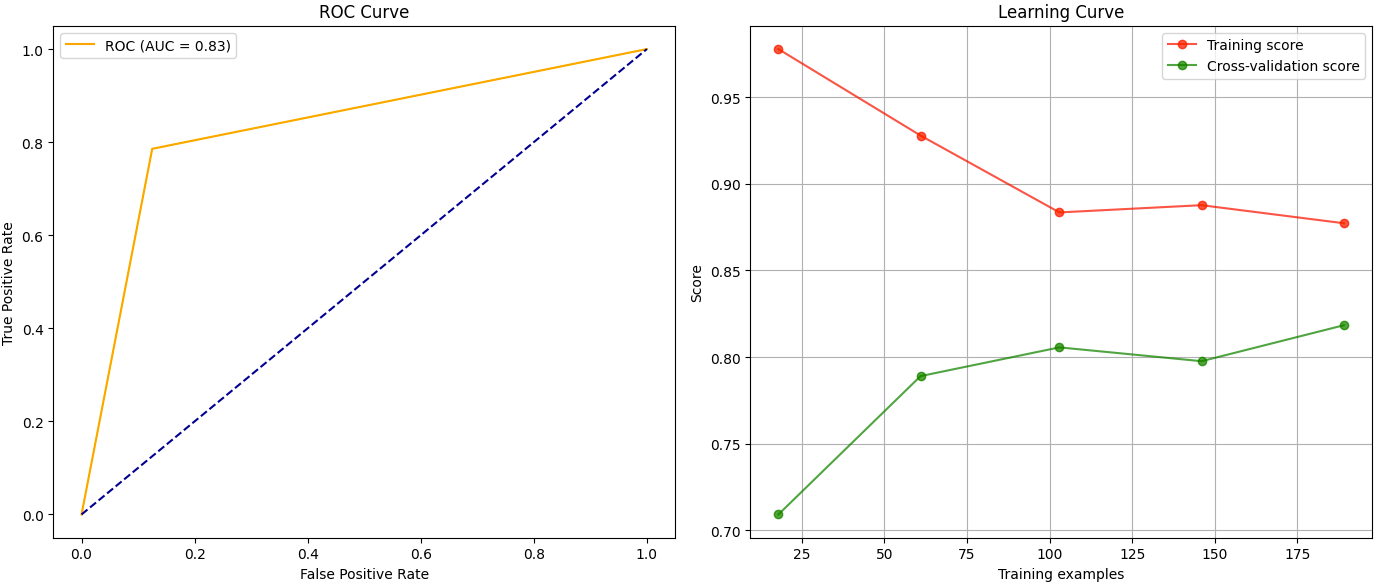 ROC Curve
ROC (AUC = 0.83)
1.0
0.8
0.6
0.4
0.2
0.0
True Positive Rate
0.0 0.2 0.4 0.6 0.8 1.0
False Positive Rate
Learning Curve
Training score
Cross-validation score
0.95
0.90
0.85
0.80
0.75
0.70
Score
25 50 75 100 125 150 175
Training examples